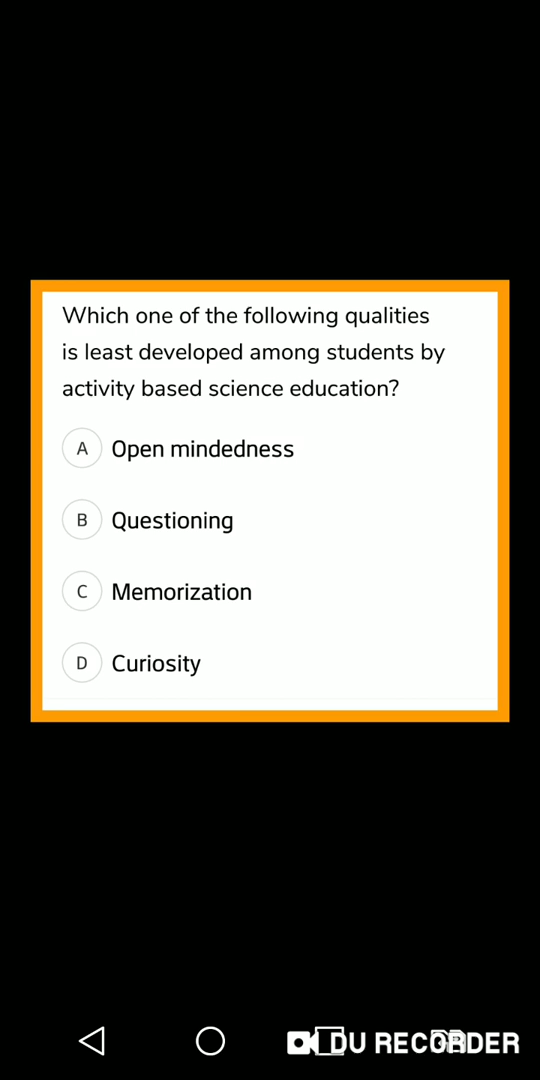 Which one of the following qualities
is least developed among students by
activity based science education?
A Open mindedness
B Questioning
C Memorization
D Curiosity
DU RECORDER